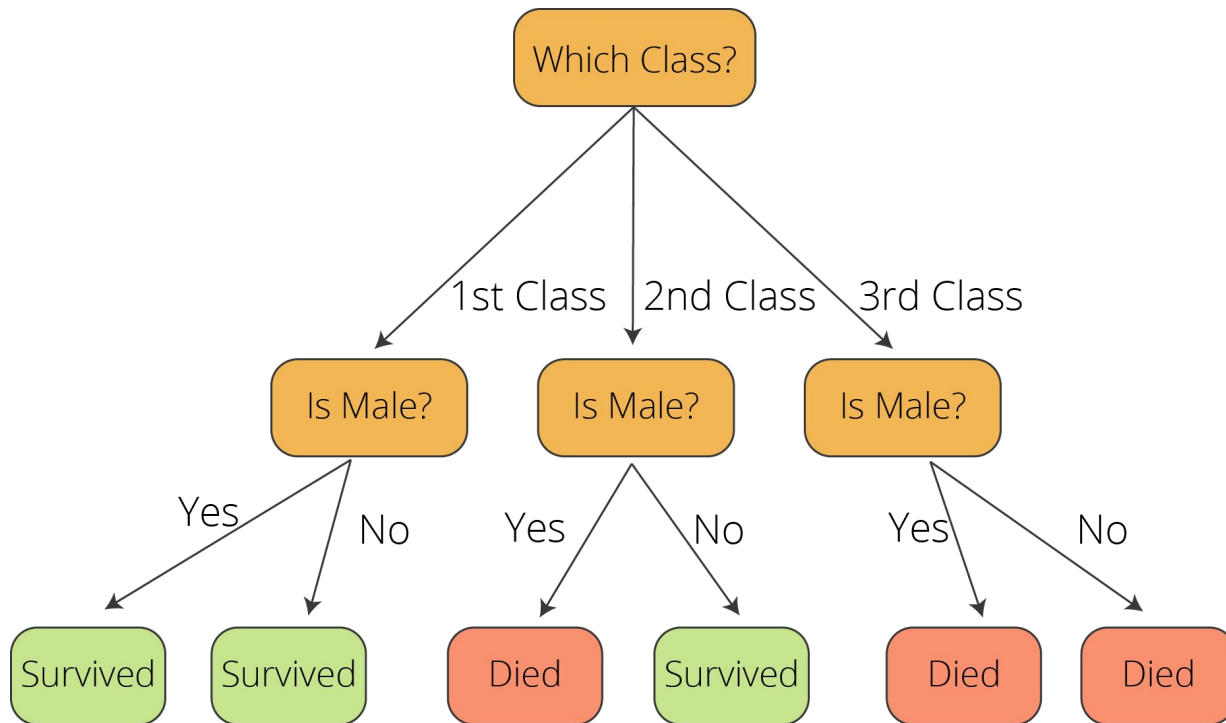 Which Class?
1st Class
2nd Class
3rd Class
Is Male?
Is Male?
Is Male?
Yes
No
Yes
No
Yes
No
Survived
Survived
Died
Survived
Died
Died